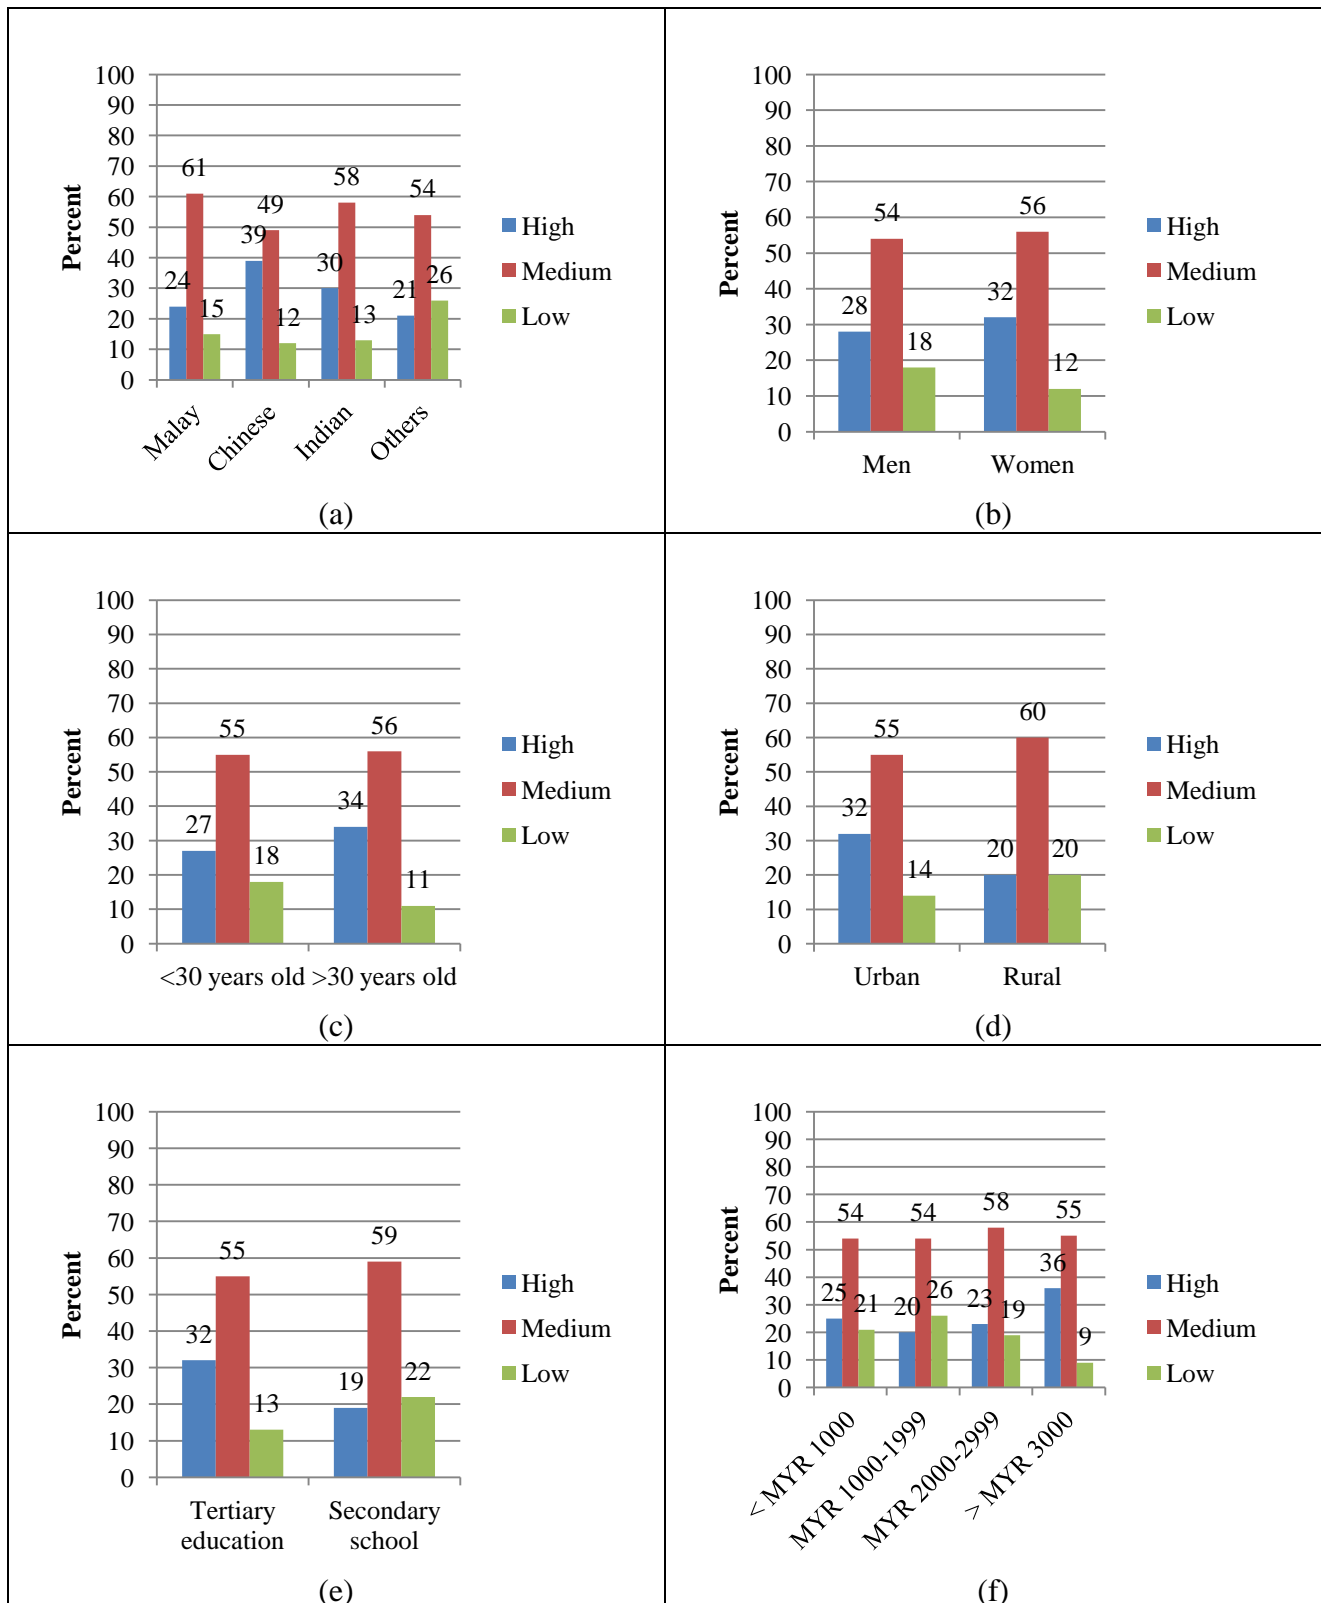 100
90
80
70
60
50
40
30
20
10
0
Percent
24 61 15
39 49 12
30 58 13
21 54 26
Malay Chinese Indian Others
High
Medium
Low
(a)
100
90
80
70
60
50
40
30
20
10
0
Percent
28 54 18
32 56 12
Men Women
High
Medium
Low
(b)
100
90
80
70
60
50
40
30
20
10
0
Percent
27 55 18
34 56 11
<30 years old >30 years old
High
Medium
Low
(c)
100
90
80
70
60
50
40
30
20
10
0
Percent
32 55 14
20 60 20
Urban Rural
High
Medium
Low
(d)
100
90
80
70
60
50
40
30
20
10
0
Percent
32 55 13
19 59 22
Tertiary education
Secondary school
High
Medium
Low
(e)
100
90
80
70
60
50
40
30
20
10
0
Percent
25 54 21
20 54 26
23 58 19
36 55 9
< MYR 1000
MYR 1000-1999
MYR 2000-2999
> MYR 3000
High
Medium
Low
(f)